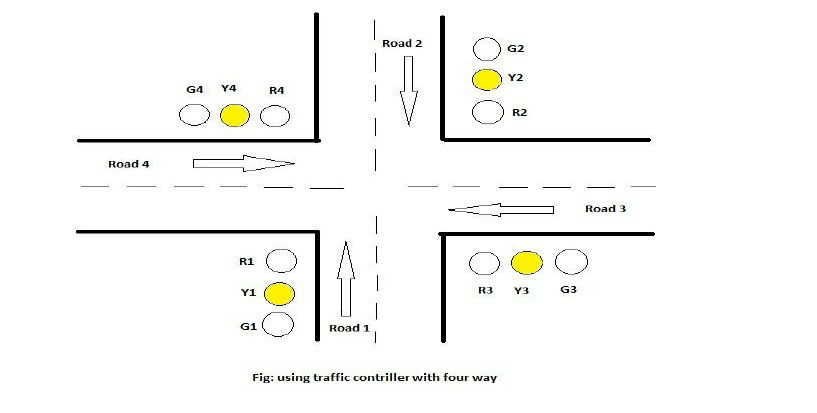 Road 2
G2
Y2
R2
G4 Y4 R4
Road 4
Road 3
R1
Y1
G1
Road 1
R3 Y3 G3
Fig: using traffic contriller with four way